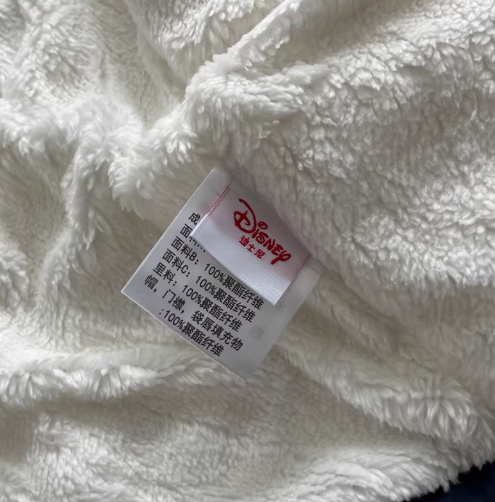 Disney
迪士尼
成
面料
面料B: 100%聚酯纤维
面料C: 100%聚酯纤维
里料: 100%聚酯纤维
帽, 门襟, 袋唇填充物
:100%聚酯纤维